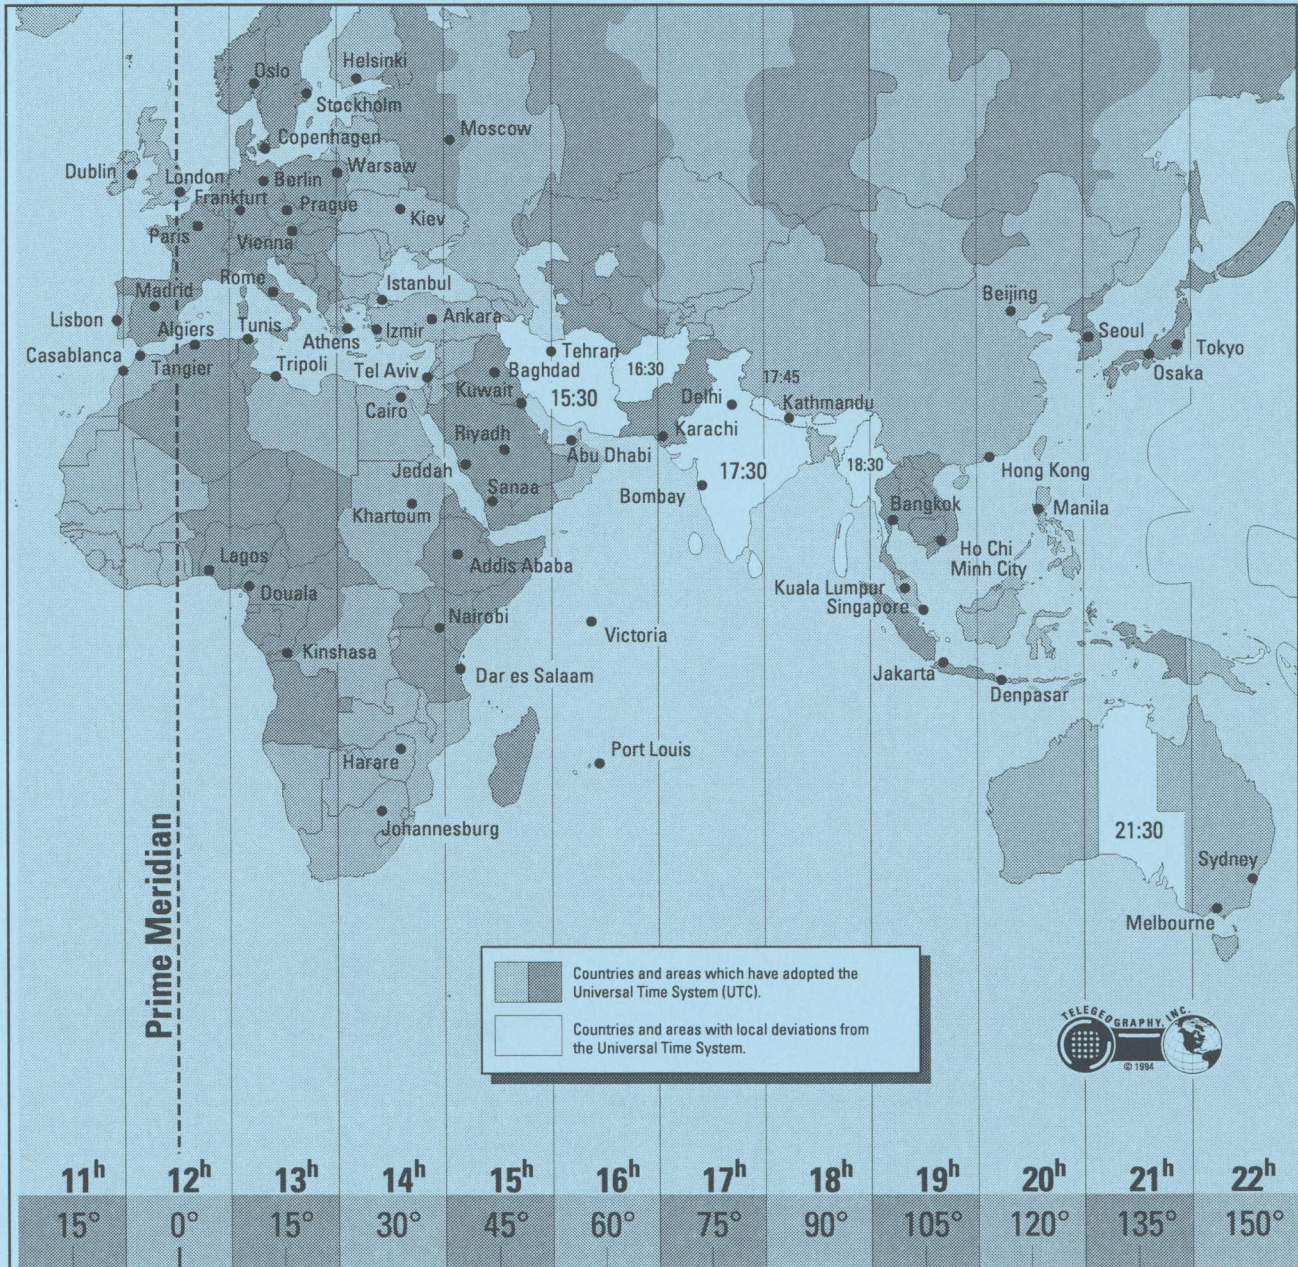 Helsinki
Oslo
Stockholm
Moscow
Copenhagen
Dublin
London
Berlin
Warsaw
Frankfurt
Prague
Kiev
Paris
Vienna
Rome
Istanbul
Madrid
Beijing
Lisbon
Algiers
Tunis
Athens
Izmir
Ankara
Seoul
Tokyo
Casablanca
Tangier
Tripoli
Tel Aviv
Baghdad
Tehran
16:30
17:45
Osaka
Cairo
Kuwait
15:30
Delhi
Kathmandu
Riyadh
Karachi
Jeddah
Abu Dhabi
17:30
18:30
Hong Kong
Sanaa
Bombay
Khartoum
Bangkok
Manila
Lagos
Addis Ababa
Ho Chi
Minh City
Douala
Kuala Lumpur
Singapore
Nairobi
Victoria
Kinshasa
Dar es Salaam
Jakarta
Denpasar
Harare
Port Louis
Johannesburg
21:30
Sydney
Melbourne
Prime Meridian
Countries and areas which have adopted the
Universal Time System (UTC).
Countries and areas with local deviations from
the Universal Time System.
TELEGEOGRAPHY, INC.
© 1994
11h 12h 13h 14h 15h 16h 17h 18h 19h 20h 21h 22h
15° 0° 15° 30° 45° 60° 75° 90° 105° 120° 135° 150°